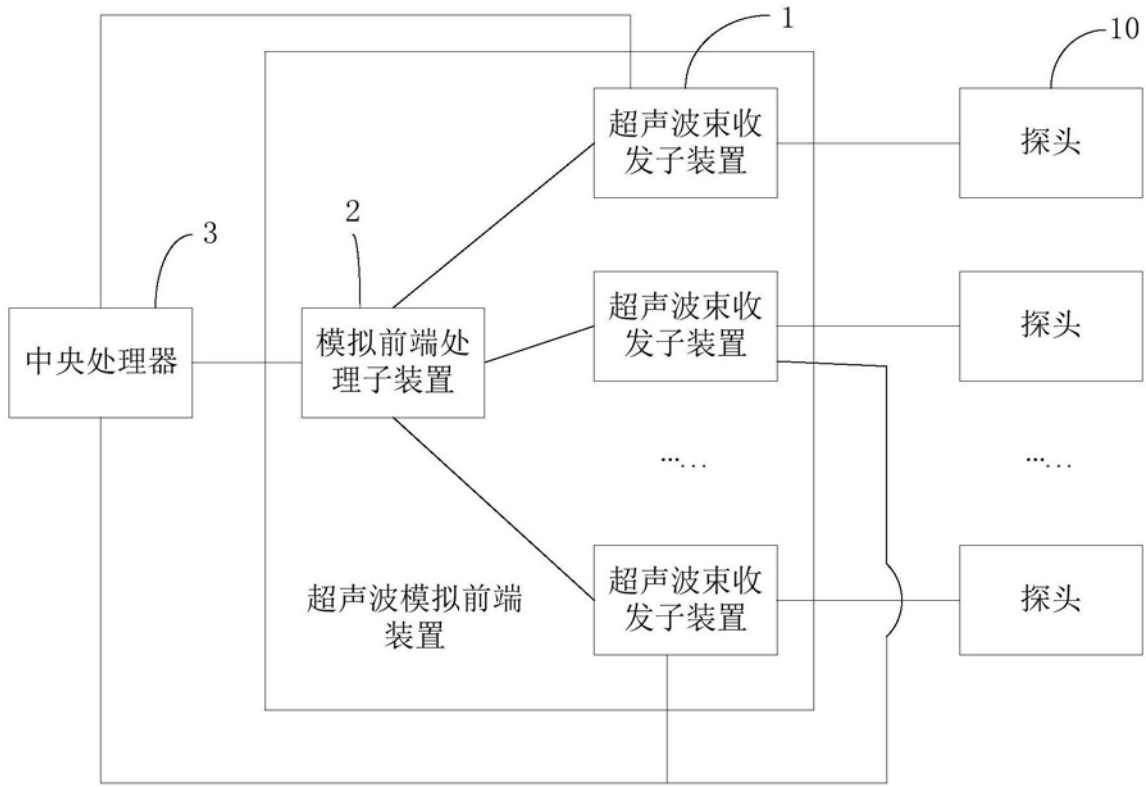 1
10
超声波束收
发子装置
探头
3
2
中央处理器
模拟前端处
理子装置
超声波束收
发子装置
探头
……
……
超声波模拟前端
装置
超声波束收
发子装置
探头